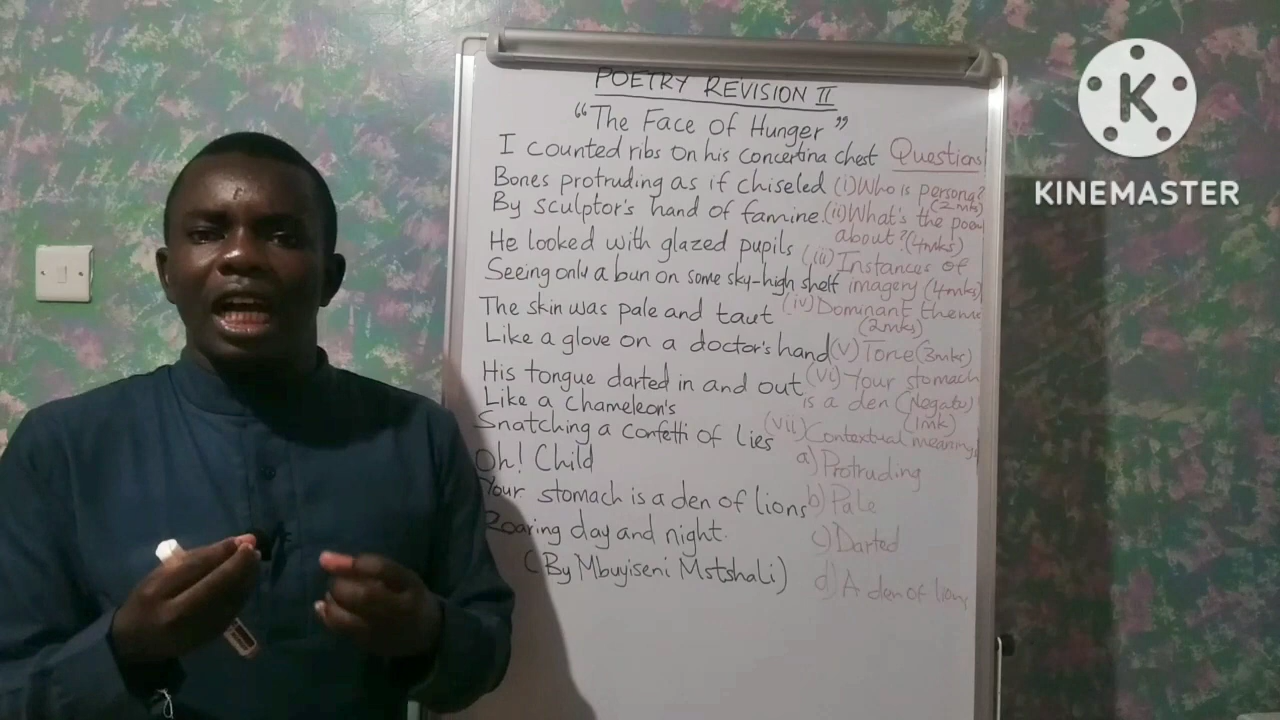 POETRY REVISION II
"The Face of Hunger"
I counted ribs on his concertina chest
Bones protruding as if chiseled
By sculptor's hand of famine.
He looked with glazed pupils
Seeing only a bun on some sky-high shelf
The skin was pale and taut
Like a glove on a doctor's hand
His tongue darted in and out
Like a Chameleon's
Snatching a confetti of lies
Oh! Child
Your stomach is a den of lions
Roaring day and night.
(By Mbuyiseni Mstshali)
Questions
(i) Who is persona?
(2mks)
(ii) What's the poem
about? (4mks)
(iii) Instances of
imagery (4mks)
(iv) Dominant theme
(2mks)
(v) Tone (3mks)
(vi) Your stomach
is a den (Negate)
(1mk)
(vii) Contextual meaning
a) Protruding
b) Pale
c) Darted
d) A den of lions
K
KINEMASTER